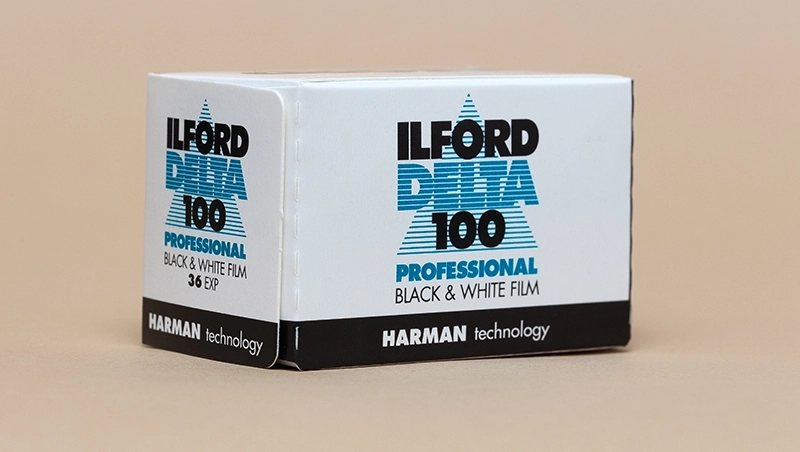 ILFORD
DELTA
100
PROFESSIONAL
BLACK & WHITE FILM
36 EXP
HARMAN technology
ILFORD
DELTA
100
PROFESSIONAL
BLACK & WHITE FILM
HARMAN technology